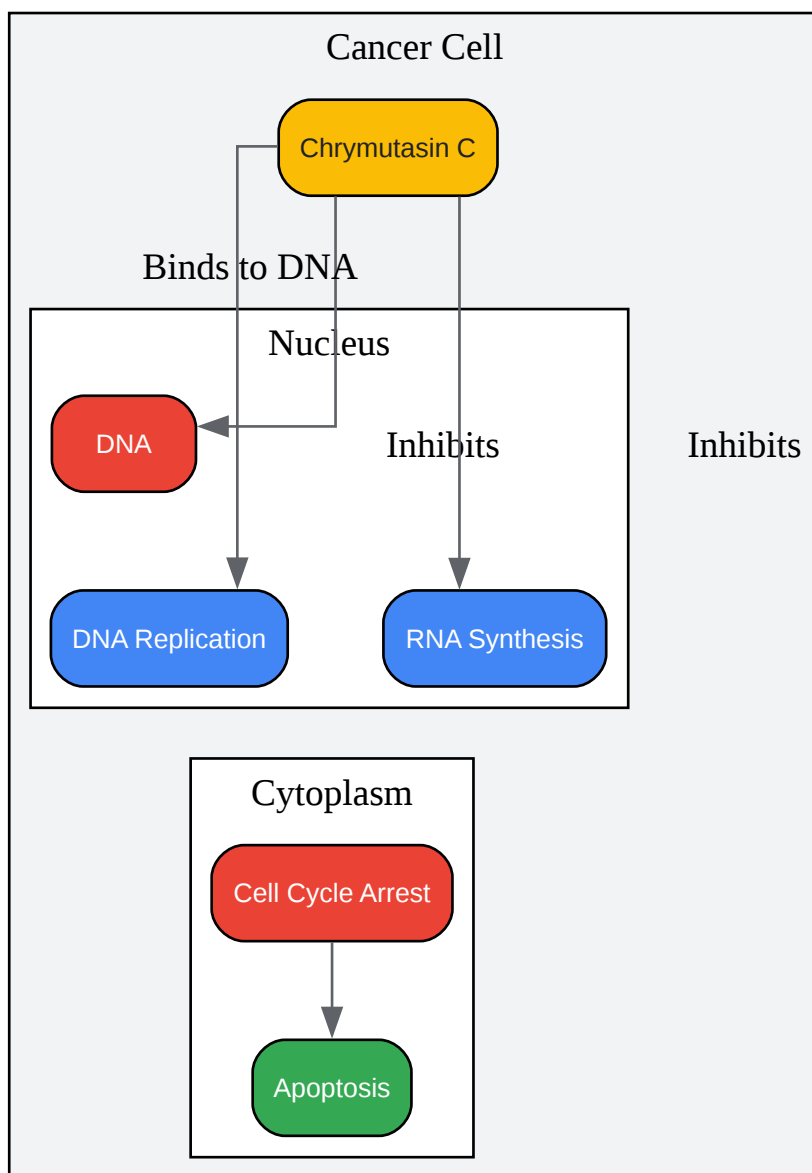 Cancer Cell
Chrymutasin C
Binds to DNA
Nucleus
DNA
Inhibits
Inhibits
DNA Replication
RNA Synthesis
Cytoplasm
Cell Cycle Arrest
Apoptosis